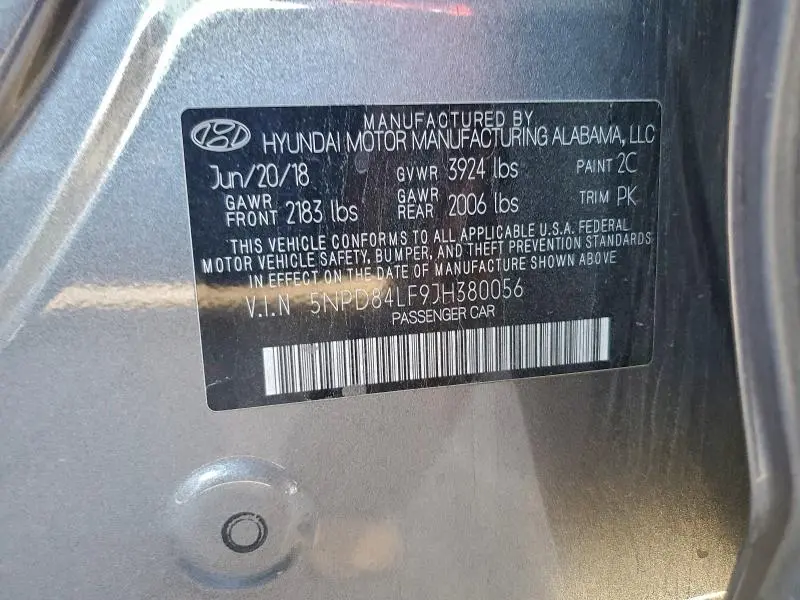 MANUFACTURED BY
HYUNDAI MOTOR MANUFACTURING ALABAMA, LLC
Jun/20/18 GVWR 3924 lbs PAINT 2C
GAWR FRONT 2183 lbs GAWR REAR 2006 lbs TRIM PK
THIS VEHICLE CONFORMS TO ALL APPLICABLE U.S.A. FEDERAL
MOTOR VEHICLE SAFETY, BUMPER, AND THEFT PREVENTION STANDARDS
IN EFFECT ON THE DATE OF MANUFACTURE SHOWN ABOVE
V.I.N 5NPD84LF9JH380056
PASSENGER CAR